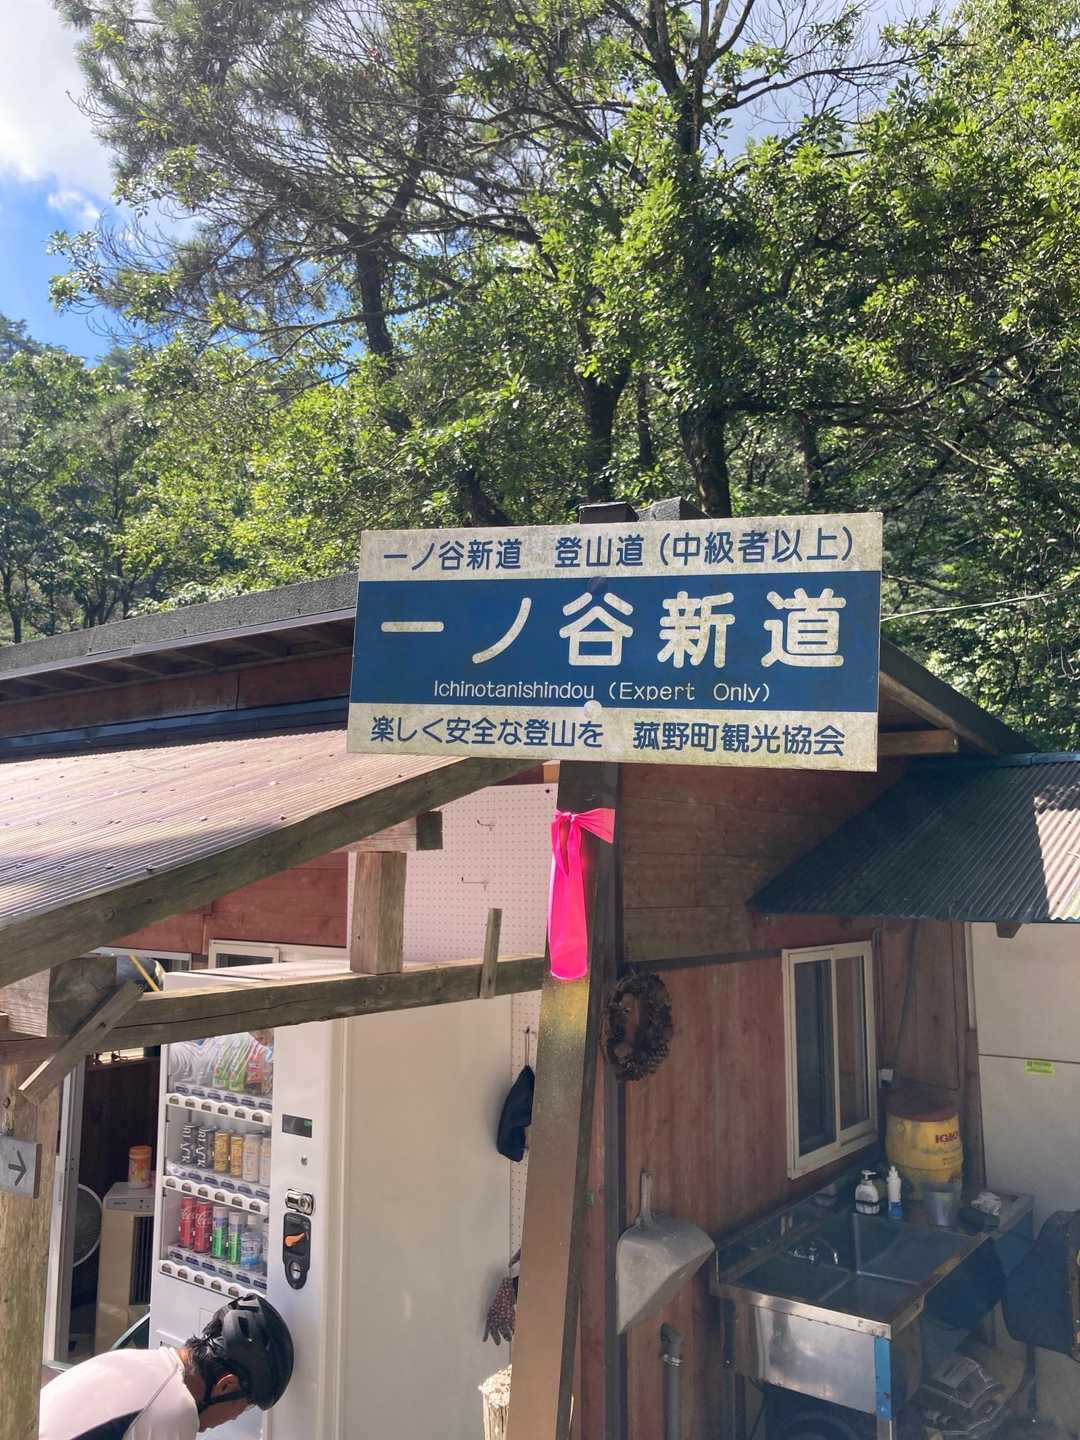 一ノ谷新道　登山道（中級者以上）
一ノ谷新道
Ichinotanishindou (Expert Only)
楽しく安全な登山を　菰野町観光協会
IGLOO